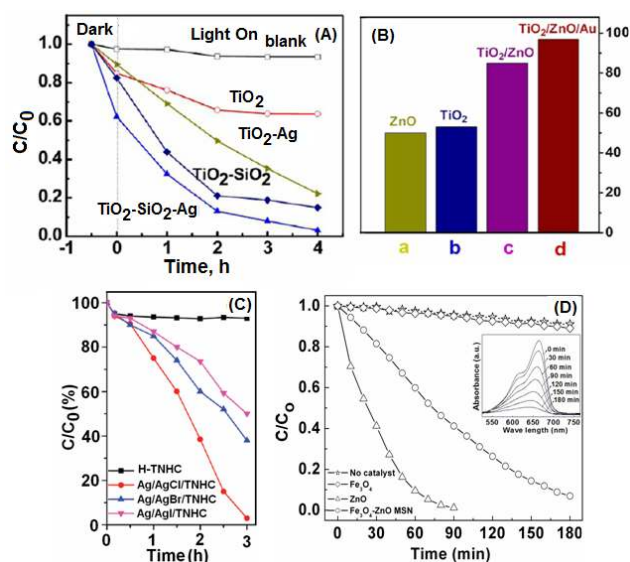 Dark
Light On blank
(A)
TiO2
TiO2-Ag
TiO2-SiO2
TiO2-SiO2-Ag
C/C0
1.0
0.8
0.6
0.4
0.2
0.0
-1 0 1 2 3 4
Time, h
(B)
ZnO
TiO2
TiO2/ZnO
TiO2/ZnO/Au
100
80
60
40
20
0
a b c d
(C)
C/C0 (%)
100
80
60
40
20
0
H-TNHC
Ag/AgCl/TNHC
Ag/AgBr/TNHC
Ag/AgI/TNHC
0 1 2 3
Time (h)
(D)
C/Co
1.0
0.8
0.6
0.4
0.2
0.0
Absorbance (a.u.)
0 min
30 min
60 min
90 min
120 min
150 min
180 min
550 600 650 700 750
Wave length (nm)
No catalyst
Fe3O4
ZnO
Fe3O4-ZnO MSN
0 30 60 90 120 150 180
Time (min)